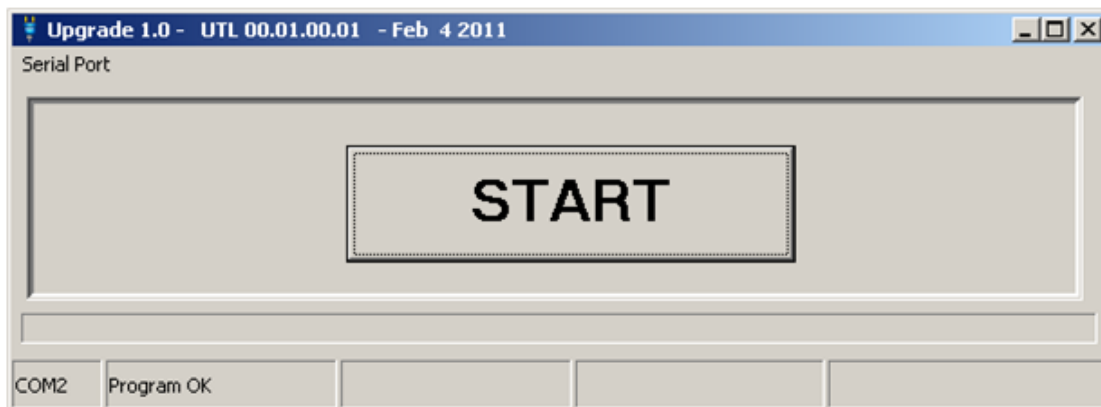 Upgrade 1.0 - UTL 00.01.00.01 - Feb 4 2011
Serial Port
START
COM2 Program OK